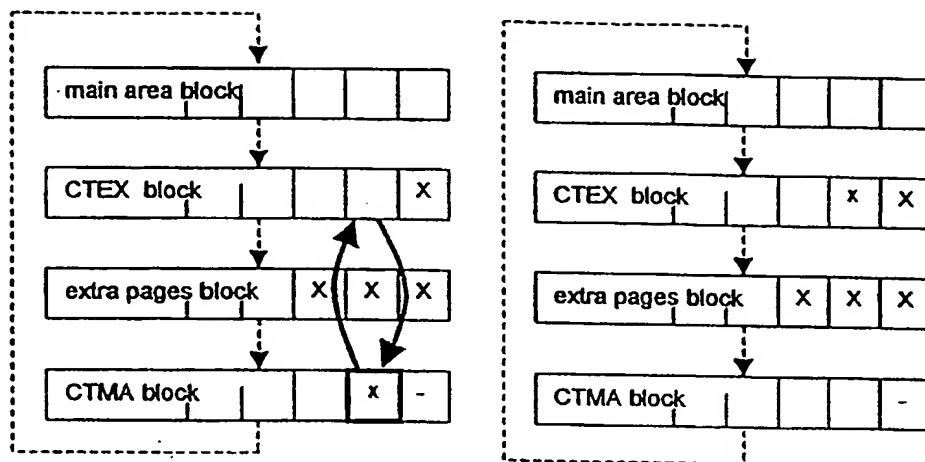 main area block
CTEX block X
extra pages block X X X
CTMA block x -
main area block
CTEX block x X
extra pages block X X X
CTMA block -